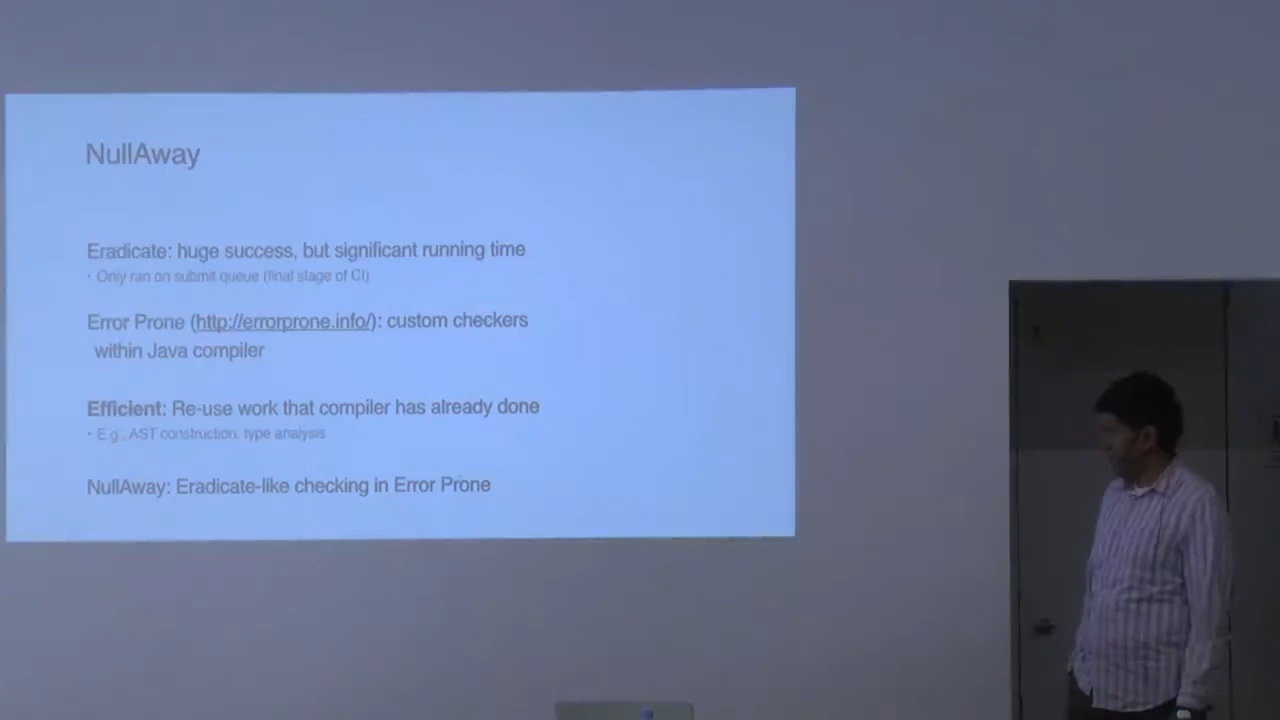 NullAway
Eradicate: huge success, but significant running time
• Only ran on submit queue (final stage of CI)
Error Prone (http://errorprone.info/): custom checkers
within Java compiler
Efficient: Re-use work that compiler has already done
• E.g., AST construction, type analysis
NullAway: Eradicate-like checking in Error Prone